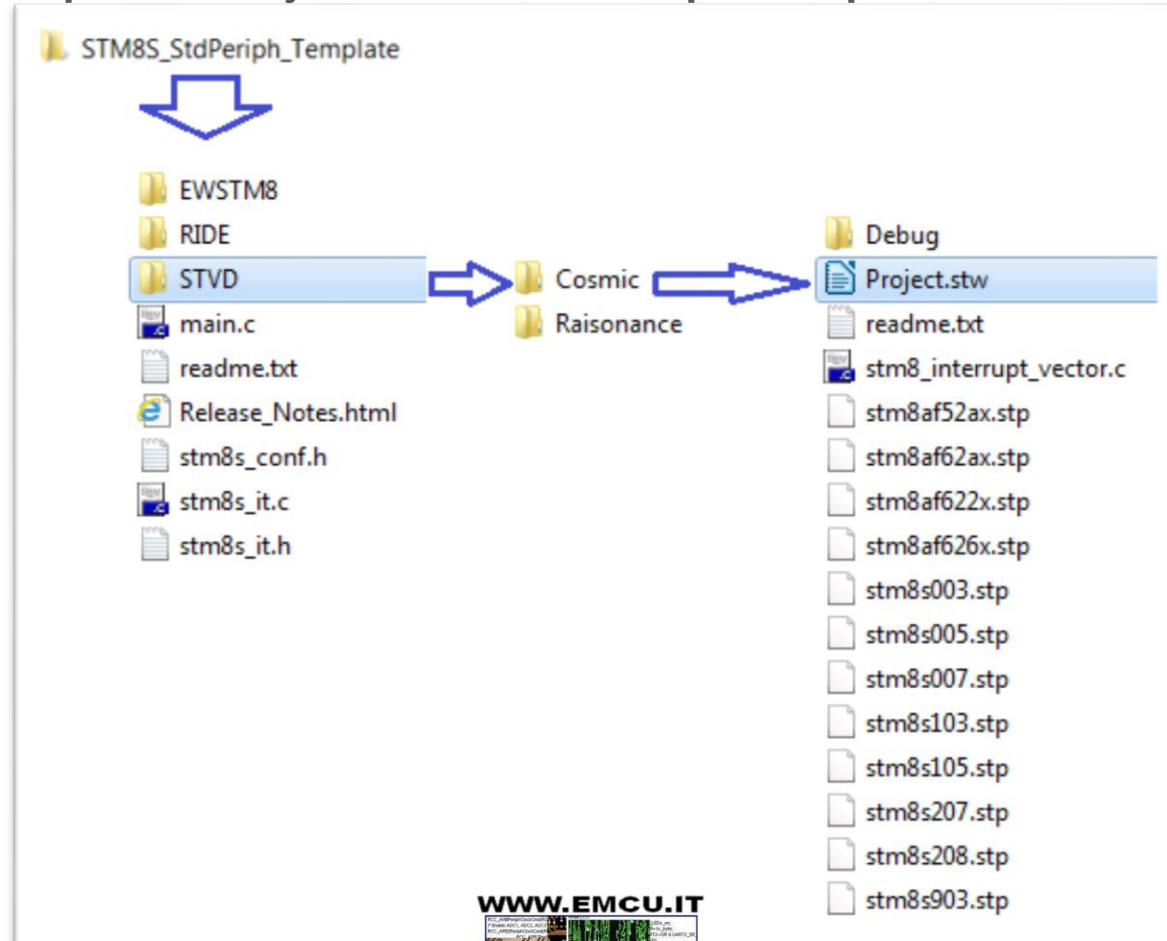 STM8S_StdPeriph_Template
EWSTM8
RIDE
STVD
main.c
readme.txt
Release_Notes.html
stm8s_conf.h
stm8s_it.c
stm8s_it.h
Cosmic
Raisonance
Debug
Project.stw
readme.txt
stm8_interrupt_vector.c
stm8af52ax.stp
stm8af62ax.stp
stm8af622x.stp
stm8af626x.stp
stm8s003.stp
stm8s005.stp
stm8s007.stp
stm8s103.stp
stm8s105.stp
stm8s207.stp
stm8s208.stp
stm8s903.stp
WWW.EMCU.IT